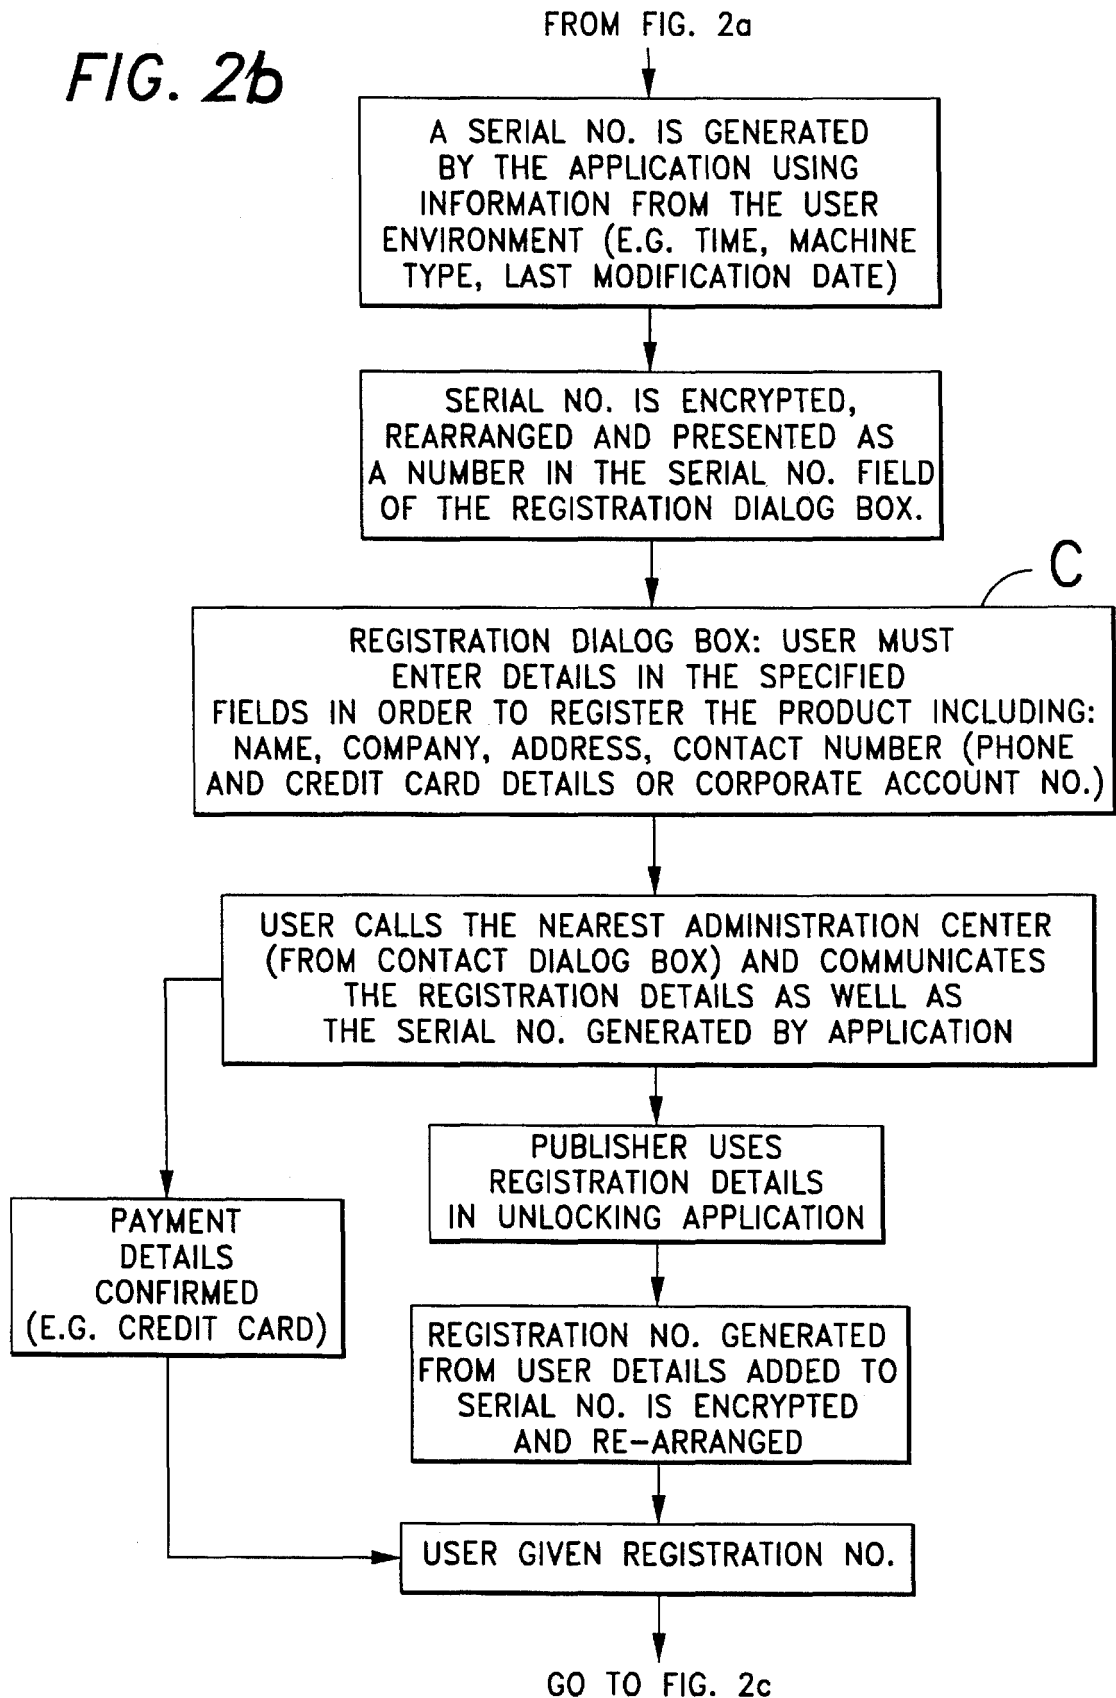 FROM FIG. 2a
FIG. 2b
A SERIAL NO. IS GENERATED
BY THE APPLICATION USING
INFORMATION FROM THE USER
ENVIRONMENT (E.G. TIME, MACHINE
TYPE, LAST MODIFICATION DATE)
SERIAL NO. IS ENCRYPTED,
REARRANGED AND PRESENTED AS
A NUMBER IN THE SERIAL NO. FIELD
OF THE REGISTRATION DIALOG BOX.
C
REGISTRATION DIALOG BOX: USER MUST
ENTER DETAILS IN THE SPECIFIED
FIELDS IN ORDER TO REGISTER THE PRODUCT INCLUDING:
NAME, COMPANY, ADDRESS, CONTACT NUMBER (PHONE
AND CREDIT CARD DETAILS OR CORPORATE ACCOUNT NO.)
USER CALLS THE NEAREST ADMINISTRATION CENTER
(FROM CONTACT DIALOG BOX) AND COMMUNICATES
THE REGISTRATION DETAILS AS WELL AS
THE SERIAL NO. GENERATED BY APPLICATION
PUBLISHER USES
REGISTRATION DETAILS
IN UNLOCKING APPLICATION
PAYMENT
DETAILS
CONFIRMED
(E.G. CREDIT CARD)
REGISTRATION NO. GENERATED
FROM USER DETAILS ADDED TO
SERIAL NO. IS ENCRYPTED
AND RE-ARRANGED
USER GIVEN REGISTRATION NO.
GO TO FIG. 2c